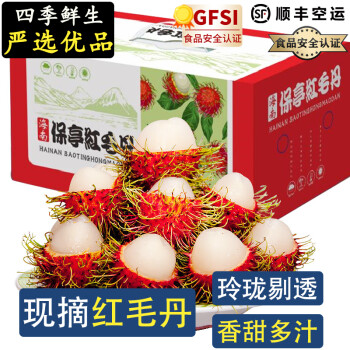 四季鲜生
严选优品
GFSI
食品安全认证
SF 顺丰空运
食品安全认证
海南
保亭红毛丹
HAINAN BAOTINGHONGMAODAN
现摘红毛丹
玲珑剔透
香甜多汁